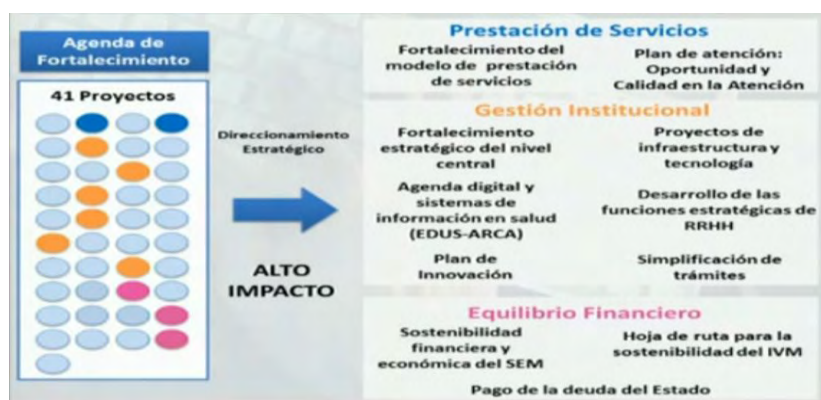 Agenda de
Fortalecimiento
41 Proyectos
Direccionamiento
Estratégico
ALTO
IMPACTO
Prestación de Servicios
Fortalecimiento del
modelo de prestación
de servicios
Plan de atención:
Oportunidad y
Calidad en la Atención
Gestión Institucional
Fortalecimiento
estratégico del nivel
central
Proyectos de
infraestructura y
tecnología
Agenda digital y
sistemas de
información en salud
(EDUS-ARCA)
Desarrollo de las
funciones estratégicas de
RRHH
Plan de
Innovación
Simplificación de
trámites
Equilibrio Financiero
Sostenibilidad
financiera y
económica del SEM
Hoja de ruta para la
sostenibilidad del IVM
Pago de la deuda del Estado